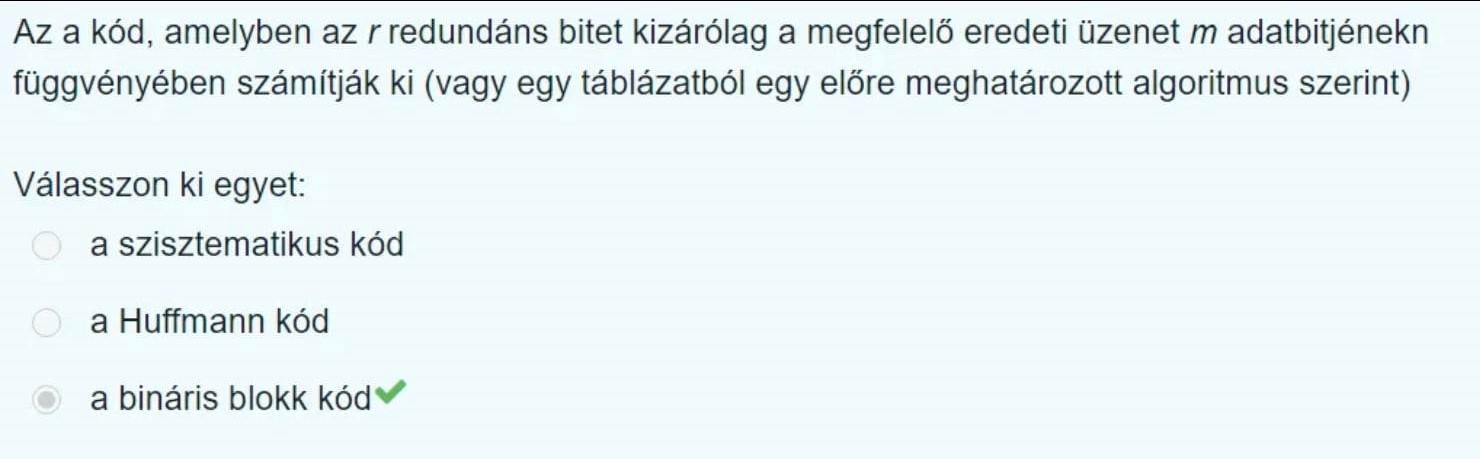 Az a kód, amelyben az r redundáns bitet kizárólag a megfelelő eredeti üzenet m adatbitjénekn
függvényében számítják ki (vagy egy táblázatból egy előre meghatározott algoritmus szerint)
Válasszon ki egyet:
a szisztematikus kód
a Huffmann kód
a bináris blokk kód